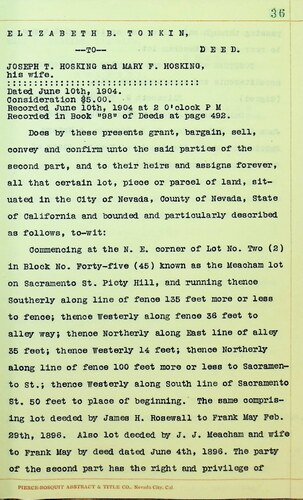 36
ELIZABETH B. TONKIN,
--TO-- DEED.
JOSEPH T. HOSKING and MARY F. HOSKING,
his wife.
::::::::::::::::::::::::::::::::::::::
Dated June 10th, 1904.
Consideration $5.00.
Recorded June 10th, 1904 at 2 O'clock P M
Recorded in Book "98" of Deeds at page 492.
Does by these presents grant, bargain, sell,
convey and confirm unto the said parties of the
second part, and to their heirs and assigns forever,
all that certain lot, piece or parcel of land, sit-
uated in the City of Nevada, County of Nevada, State
of California and bounded and particularly described
as follows, to-wit:
Commencing at the N. E. corner of Lot No. Two (2)
in Block No. Forty-five (45) known as the Meacham lot
on Sacramento St. Piety Hill, and running thence
Southerly along line of fence 135 feet more or less
to fence; thence Westerly along fence 36 feet to
alley way; thence Northerly along East line of alley
35 feet; thence Westerly 14 feet; thence Northerly
along line of fence 100 feet more or less to Sacramen-
to St.; thence Westerly along South line of Sacramento
St. 50 feet to place of beginning. The same compris-
ing lot deeded by James H. Rosewall to Frank May Feb.
29th, 1896. Also lot deeded by J. J. Meacham and wife
to Frank May by deed dated June 4th, 1896. The party
of the second part has the right and privilege of
PIERCE-BOSQUIT ABSTRACT & TITLE CO., Nevada City, Cal.